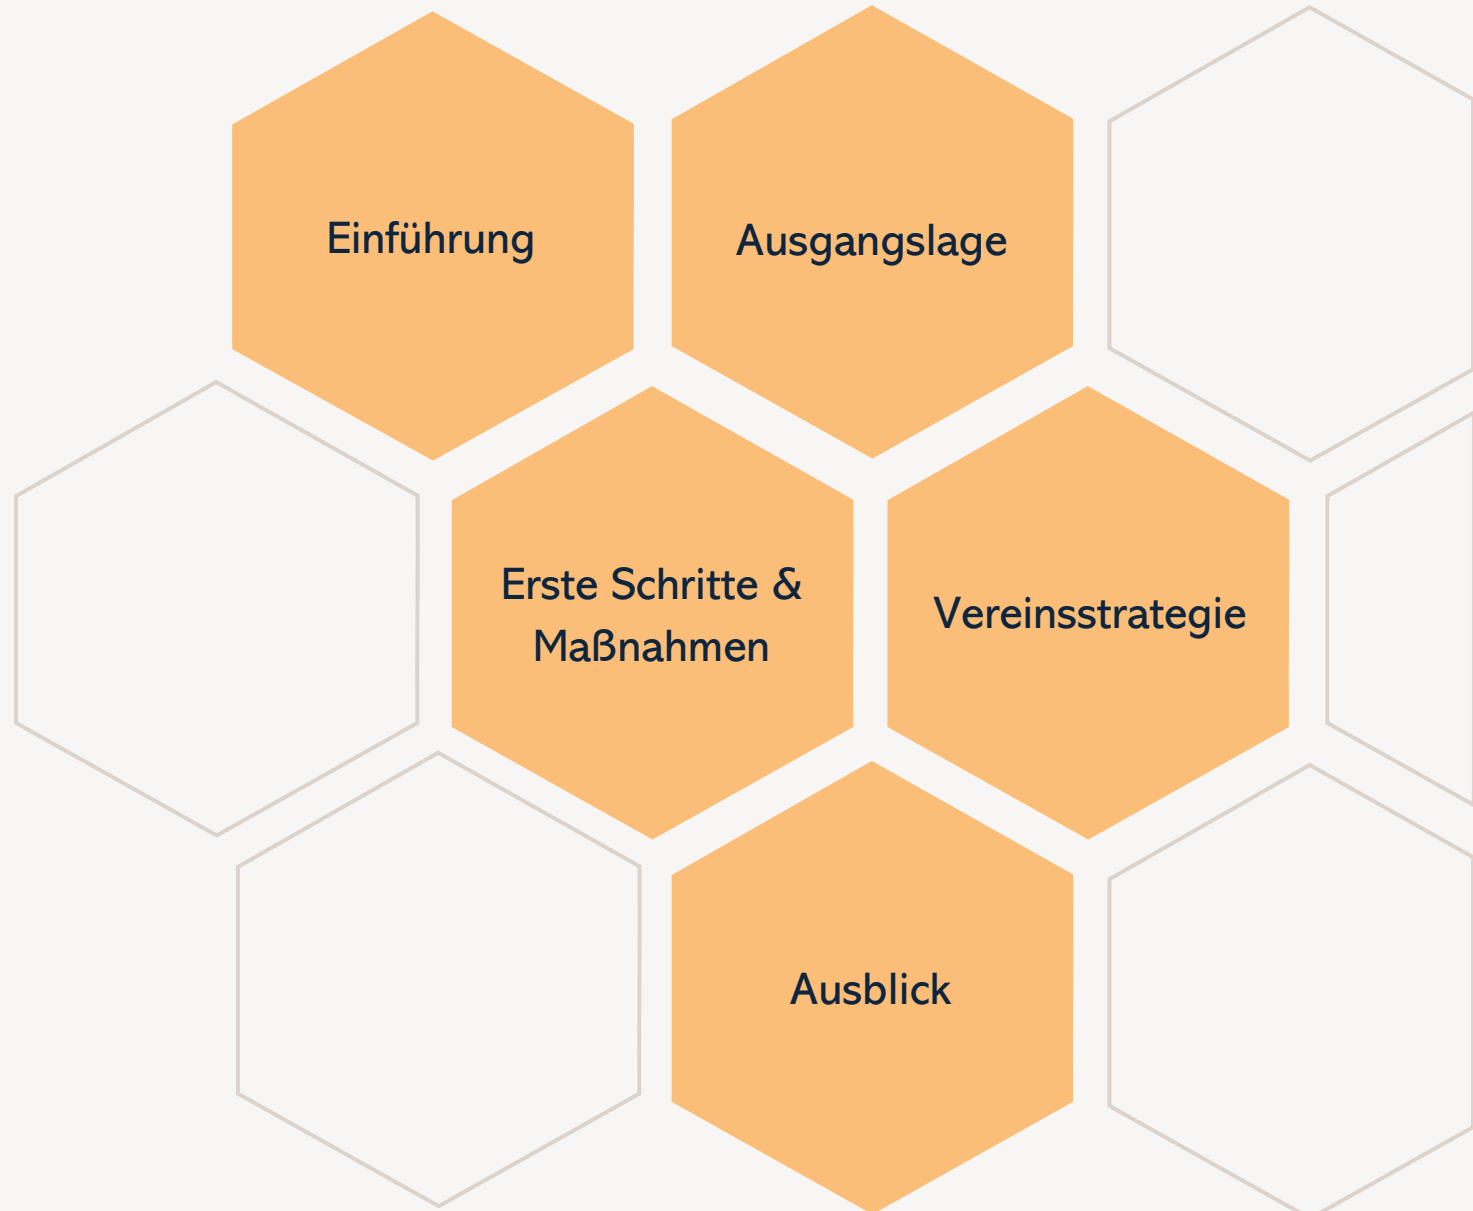 Einführung
Ausgangslage
Erste Schritte &
Maßnahmen
Vereinsstrategie
Ausblick